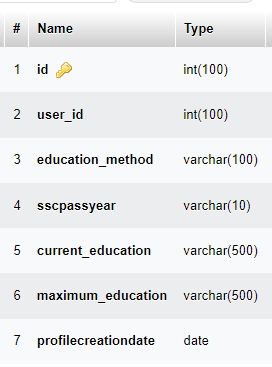 # Name Type
1 id int(100)
2 user_id int(100)
3 education_method varchar(100)
4 sscpassyear varchar(10)
5 current_education varchar(500)
6 maximum_education varchar(500)
7 profilecreationdate date